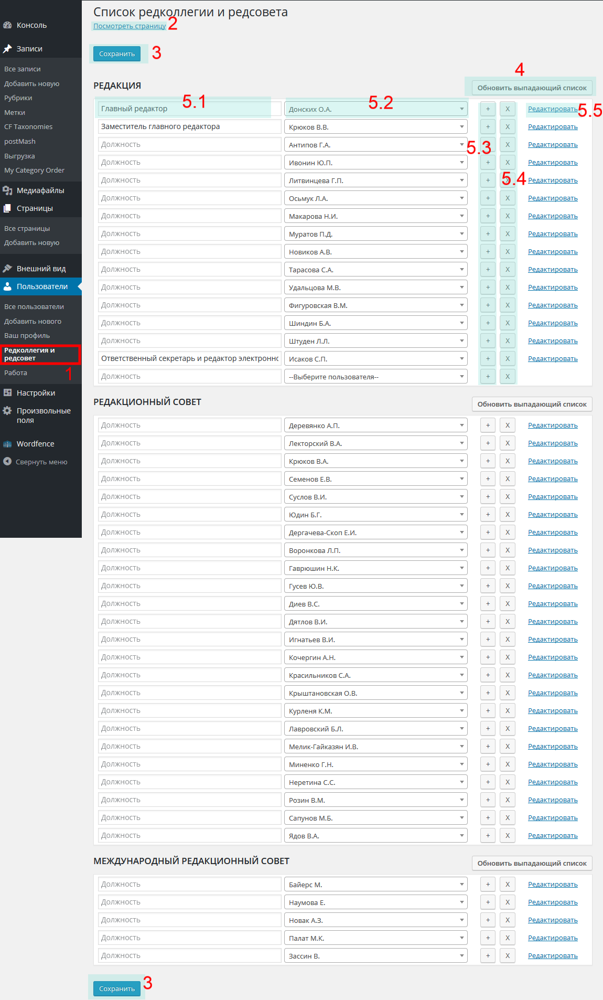 Консоль
Записи
Все записи
Добавить новую
Рубрики
Метки
CF Taxonomies
postMash
Выгрузка
My Category Order
Медиафайлы
Страницы
Все страницы
Добавить новую
Внешний вид
Пользователи
Все пользователи
Добавить нового
Ваш профиль
Редколлегия и
редсовет
1
Работа
Настройки
Произвольные
поля
Wordfence
Свернуть меню
Список редколлегии и редсовета
Посмотреть страницу 2
Сохранить 3
4
РЕДАКЦИЯ Обновить выпадающий список
5.1 5.2 5.3 5.4 5.5
Главный редактор Донских О.А. + X Редактировать
Заместитель главного редактора Крюков В.В. + X Редактировать
Должность Антипов Г.А. + X Редактировать
Должность Ивонин Ю.П. + X Редактировать
Должность Литвинцева Г.П. + X Редактировать
Должность Осьмук Л.А. + X Редактировать
Должность Макарова Н.И. + X Редактировать
Должность Муратов П.Д. + X Редактировать
Должность Новиков А.В. + X Редактировать
Должность Тарасова С.А. + X Редактировать
Должность Удальцова М.В. + X Редактировать
Должность Фигуровская В.М. + X Редактировать
Должность Шиндин Б.А. + X Редактировать
Должность Штуден Л.Л. + X Редактировать
Ответственный секретарь и редактор электронно Исаков С.П. + X Редактировать
Должность --Выберите пользователя-- + X
РЕДАКЦИОННЫЙ СОВЕТ Обновить выпадающий список
Должность Деревянко А.П. + X Редактировать
Должность Лекторский В.А. + X Редактировать
Должность Крюков В.А. + X Редактировать
Должность Семенов Е.В. + X Редактировать
Должность Суслов В.И. + X Редактировать
Должность Юдин Б.Г. + X Редактировать
Должность Дергачева-Скоп Е.И. + X Редактировать
Должность Воронкова Л.П. + X Редактировать
Должность Гаврюшин Н.К. + X Редактировать
Должность Гусев Ю.В. + X Редактировать
Должность Диев В.С. + X Редактировать
Должность Дятлов В.И. + X Редактировать
Должность Игнатьев В.И. + X Редактировать
Должность Кочергин А.Н. + X Редактировать
Должность Красильников С.А. + X Редактировать
Должность Крыштановская О.В. + X Редактировать
Должность Курленя К.М. + X Редактировать
Должность Лавровский Б.Л. + X Редактировать
Должность Мелик-Гайказян И.В. + X Редактировать
Должность Миненко Г.Н. + X Редактировать
Должность Неретина С.С. + X Редактировать
Должность Розин В.М. + X Редактировать
Должность Сапунов М.Б. + X Редактировать
Должность Ядов В.А. + X Редактировать
МЕЖДУНАРОДНЫЙ РЕДАКЦИОННЫЙ СОВЕТ Обновить выпадающий список
Должность Байерс М. + X Редактировать
Должность Наумова Е. + X Редактировать
Должность Новак А.З. + X Редактировать
Должность Палат М.К. + X Редактировать
Должность Зассин В. + X Редактировать
Сохранить 3